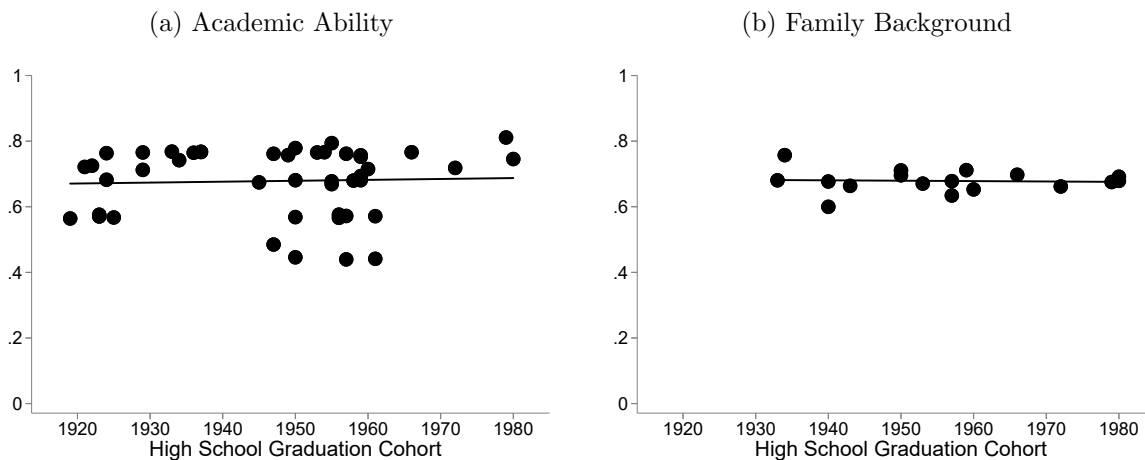 (a) Academic Ability
(b) Family Background
1
.8
.6
.4
.2
0
1920 1930 1940 1950 1960 1970 1980
High School Graduation Cohort
1
.8
.6
.4
.2
0
1920 1930 1940 1950 1960 1970 1980
High School Graduation Cohort